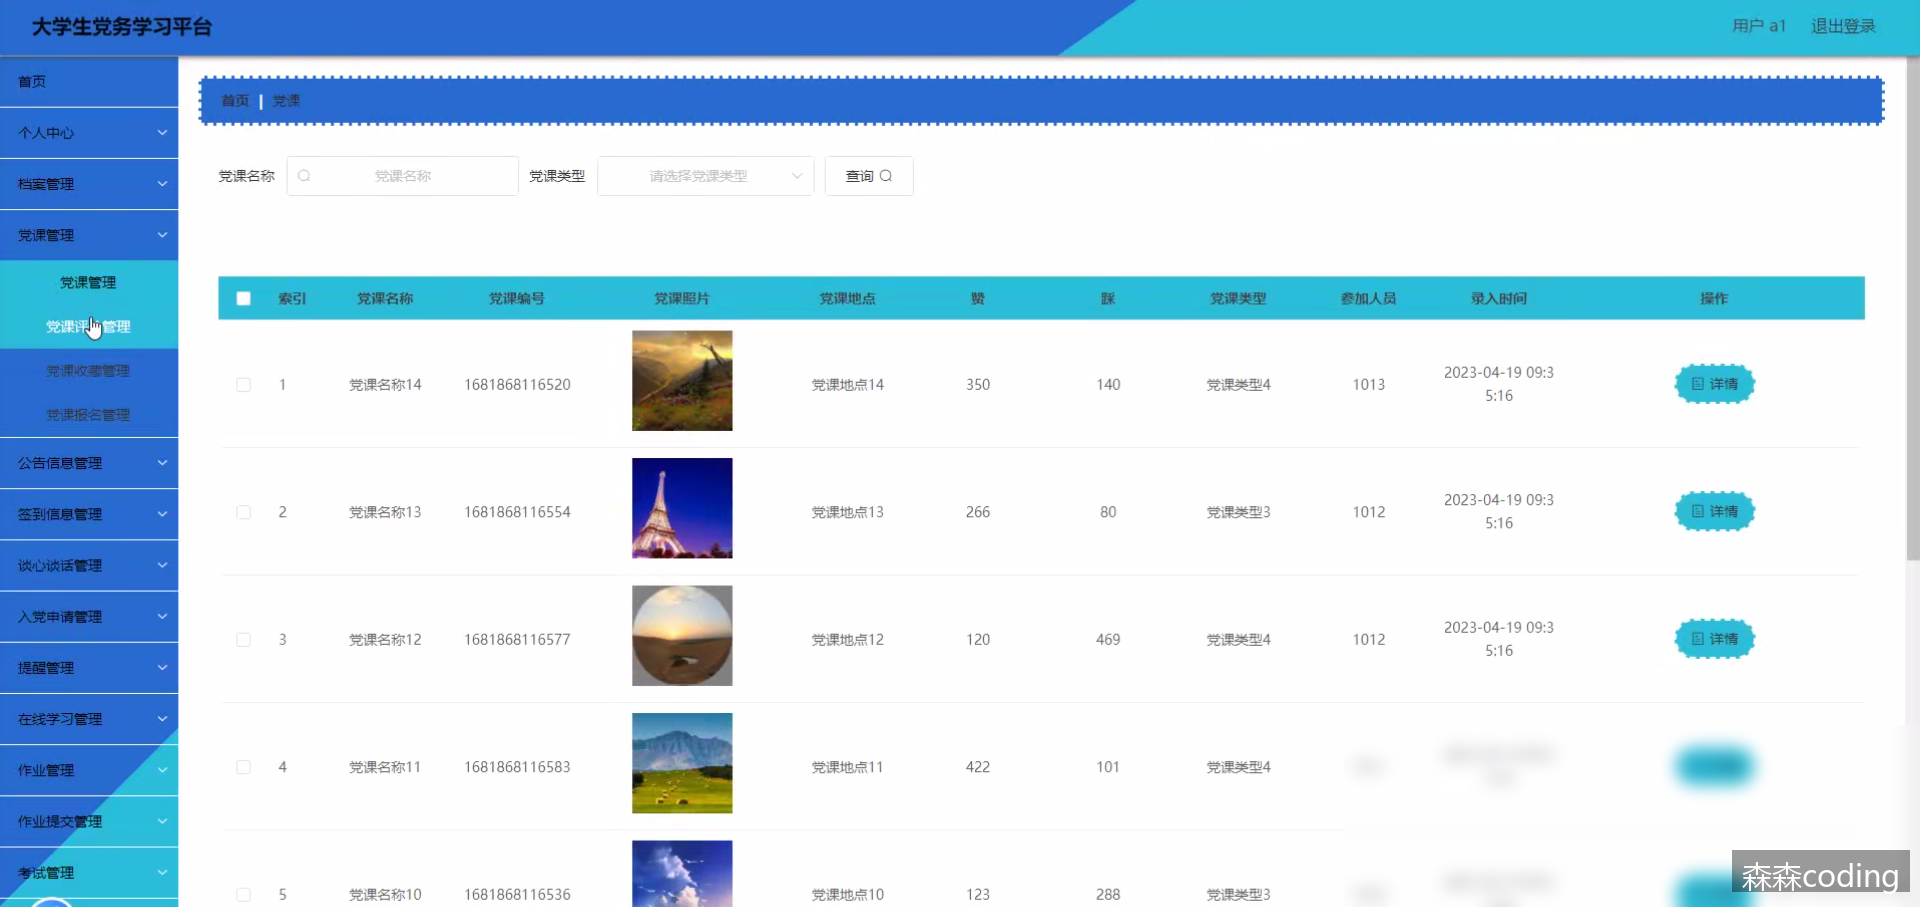 大学生党务学习平台
用户 a1 退出登录
首页
个人中心
档案管理
党课管理
党课管理
党课评 管理
党课收藏管理
党课报名管理
公告信息管理
签到信息管理
谈心谈话管理
入党申请管理
提醒管理
在线学习管理
作业管理
作业提交管理
考试管理
首页 | 党课
党课名称 党课名称 党课类型 请选择党课类型 查询
索引 党课名称 党课编号 党课照片 党课地点 赞 踩 党课类型 参加人员 录入时间 操作
1 党课名称14 1681868116520 党课地点14 350 140 党课类型4 1013 2023-04-19 09:3
5:16 详情
2 党课名称13 1681868116554 党课地点13 266 80 党课类型3 1012 2023-04-19 09:3
5:16 详情
3 党课名称12 1681868116577 党课地点12 120 469 党课类型4 1012 2023-04-19 09:3
5:16 详情
4 党课名称11 1681868116583 党课地点11 422 101 党课类型4
5 党课名称10 1681868116536 党课地点10 123 288 党课类型3
森森coding